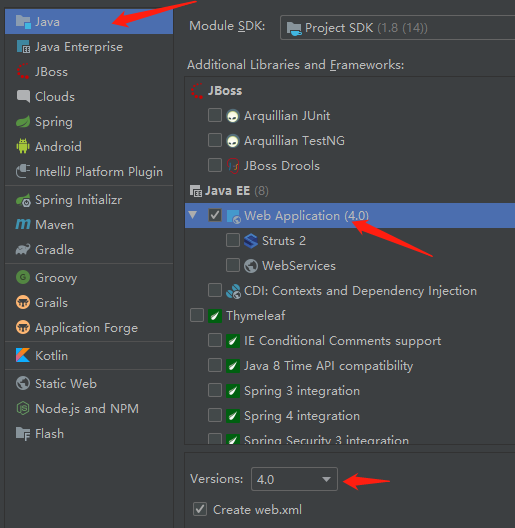 Java
Java Enterprise
JBoss
Clouds
Spring
Android
IntelliJ Platform Plugin
Spring Initializr
Maven
Gradle
Groovy
Grails
Application Forge
Kotlin
Static Web
Node.js and NPM
Flash
Module SDK: Project SDK (1.8 (14))
Additional Libraries and Frameworks:
JBoss
Arquillian JUnit
Arquillian TestNG
JBoss Drools
Java EE (8)
Web Application (4.0)
Struts 2
WebServices
CDI: Contexts and Dependency Injection
Thymeleaf
IE Conditional Comments support
Java 8 Time API compatibility
Spring 3 integration
Spring 4 integration
Spring Security 3 integration
Versions: 4.0
Create web.xml